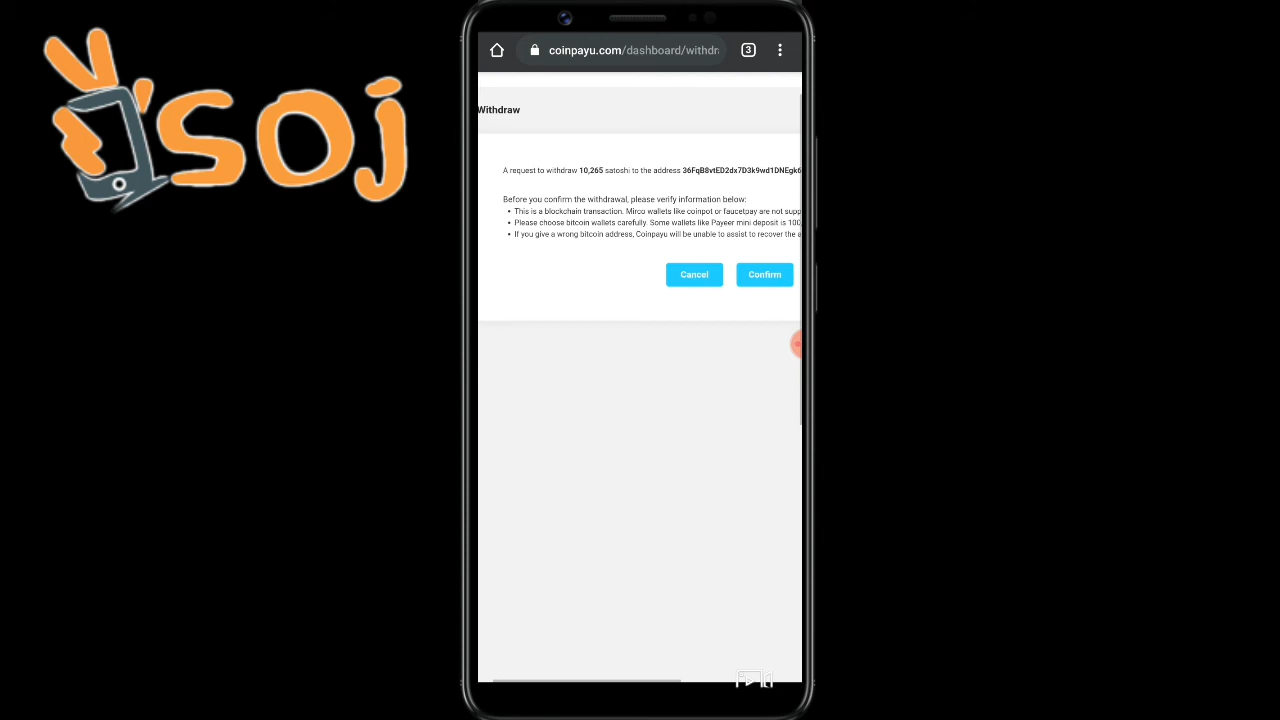 soj
coinpayu.com/dashboard/withdr
3
Withdraw
A request to withdraw 10,265 satoshi to the address 36FqB8vtED2dx7D3k9wd1DNEgk6
Before you confirm the withdrawal, please verify information below:
• This is a blockchain transaction. Mirco wallets like coinpot or faucetpay are not supp
• Please choose bitcoin wallets carefully. Some wallets like Payeer mini deposit is 100,
• If you give a wrong bitcoin address, Coinpayu will be unable to assist to recover the a
Cancel
Confirm